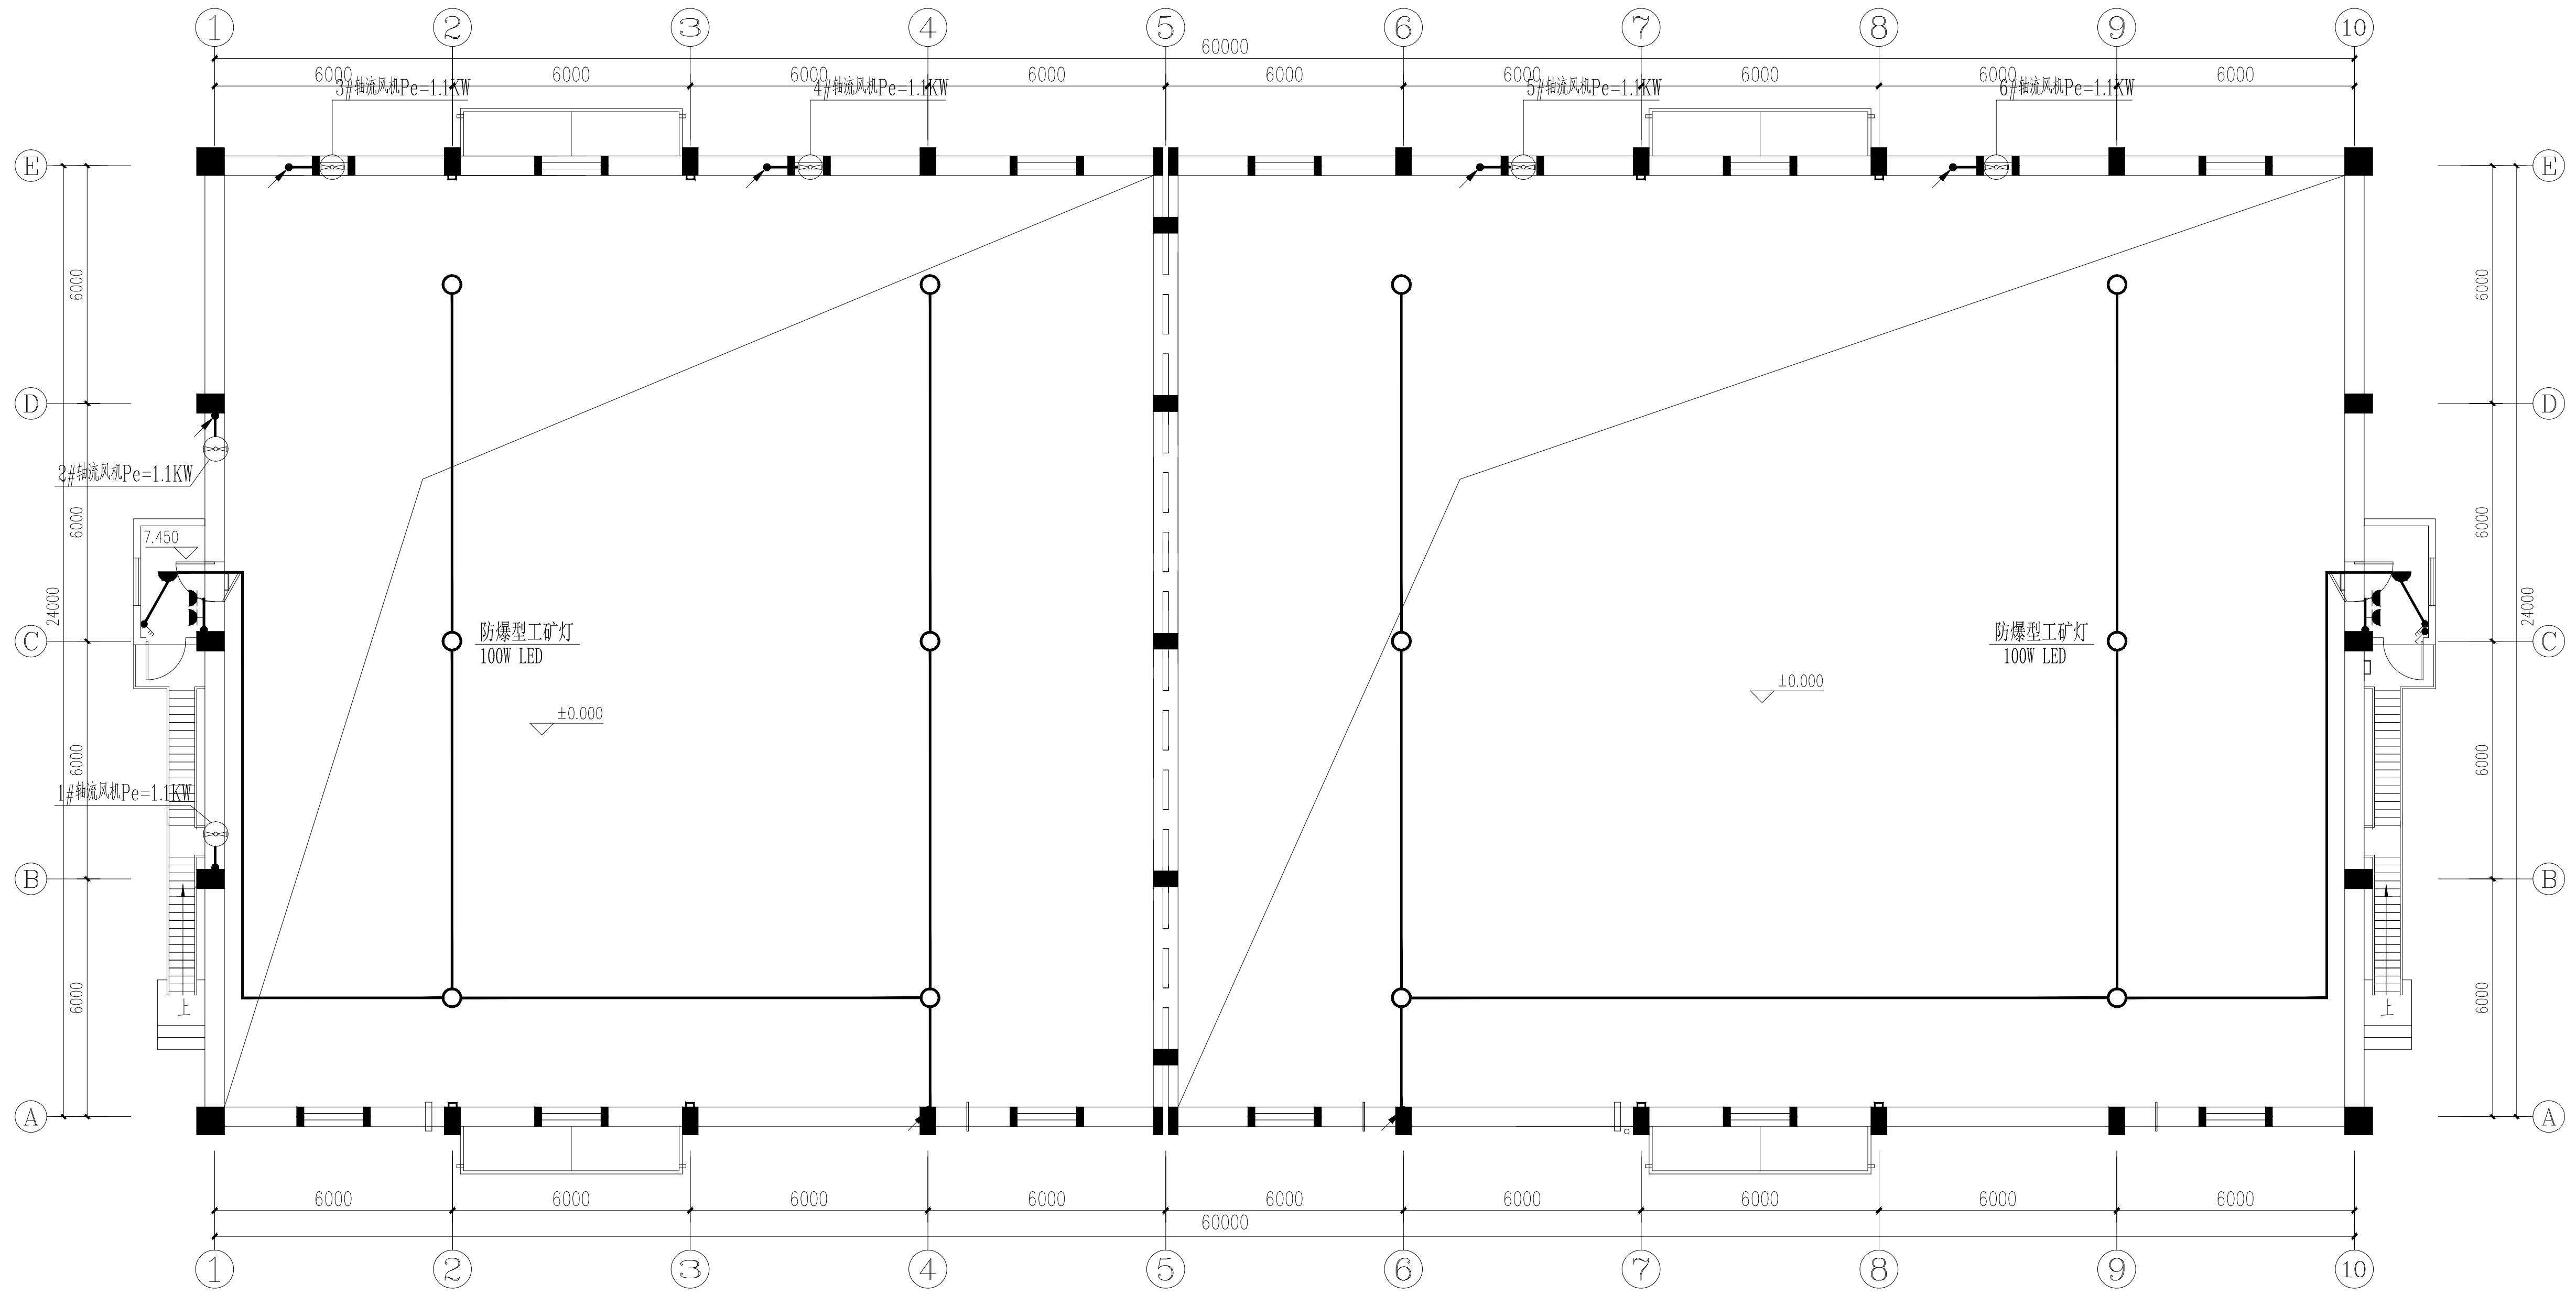 1 2 3 4 5 6 7 8 9 10
60000
6000 6000 6000 6000 6000 6000 6000 6000 6000
3#轴流风机Pe=1.1KW 4#轴流风机Pe=1.1KW 5#轴流风机Pe=1.1KW 6#轴流风机Pe=1.1KW
E E
6000 6000
D D
2#轴流风机Pe=1.1KW
6000 6000
7.450
24000 24000
防爆型工矿灯 防爆型工矿灯
100W LED 100W LED
C C
±0.000
±0.000
6000 6000
1#轴流风机Pe=1.1KW
B B
6000 6000
上 上
A A
6000 6000 6000 6000 6000 6000 6000 6000 6000
60000
1 2 3 4 5 6 7 8 9 10